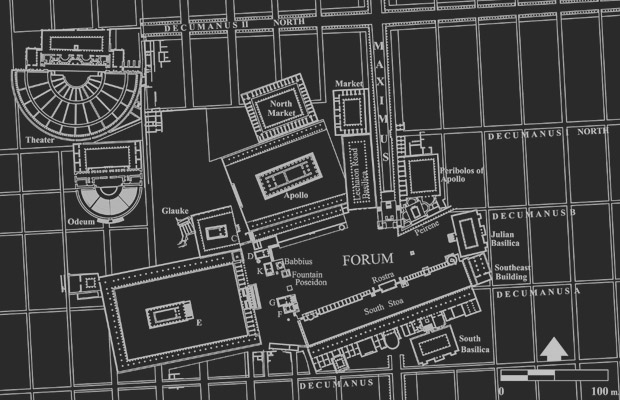 DECUMANUS II NORTH
MAXIMUS
Market
North
Market
Theater
DECUMANUS I NORTH
Lechaion Road
Basilica
Peribolos of
Apollo
Apollo
Glauke
Odeum
DECUMANUS B
Peirene
C
Julian
Basilica
D
Babbius
FORUM
K
Southeast
Building
Fountain
Poseidon
Rostra
DECUMANUS A
G
South Stoa
F
E
South
Basilica
DECUMANUS
0
100 m.